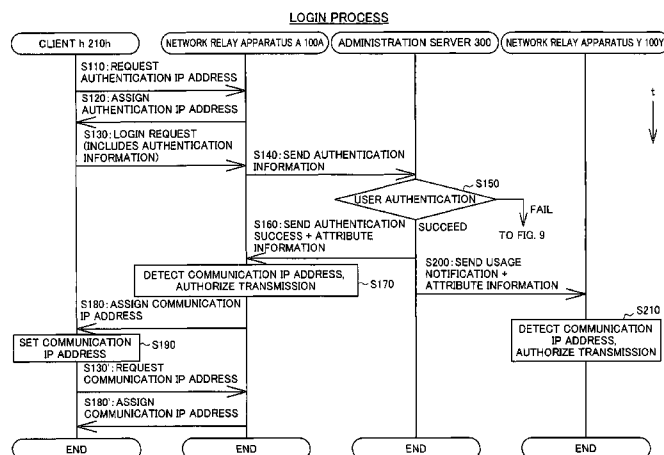 LOGIN PROCESS
CLIENT h 210h
NETWORK RELAY APPARATUS A 100A
ADMINISTRATION SERVER 300
NETWORK RELAY APPARATUS Y 100Y
S110: REQUEST
AUTHENTICATION IP ADDRESS
t
S120: ASSIGN
AUTHENTICATION IP ADDRESS
S130: LOGIN REQUEST
(INCLUDES AUTHENTICATION
INFORMATION)
S140: SEND AUTHENTICATION
INFORMATION
S150
USER AUTHENTICATION
FAIL
TO FIG. 9
SUCCEED
S160: SEND AUTHENTICATION
SUCCESS + ATTRIBUTE
INFORMATION
S200: SEND USAGE
NOTIFICATION +
ATTRIBUTE INFORMATION
DETECT COMMUNICATION IP ADDRESS,
AUTHORIZE TRANSMISSION
S170
S180: ASSIGN COMMUNICATION
IP ADDRESS
S210
DETECT COMMUNICATION
IP ADDRESS,
AUTHORIZE TRANSMISSION
SET COMMUNICATION
IP ADDRESS
S190
S130': REQUEST
COMMUNICATION IP ADDRESS
S180': ASSIGN
COMMUNICATION IP ADDRESS
END
END
END
END